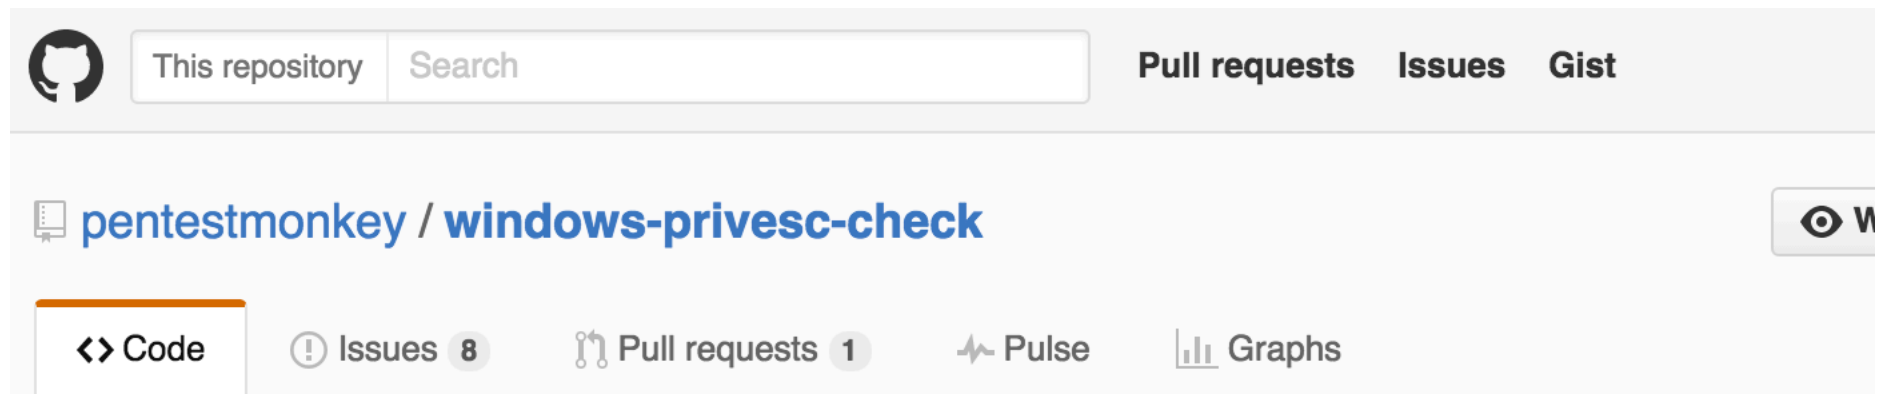 This repository Search Pull requests Issues Gist
pentestmonkey / windows-privesc-check
Code Issues 8 Pull requests 1 Pulse Graphs